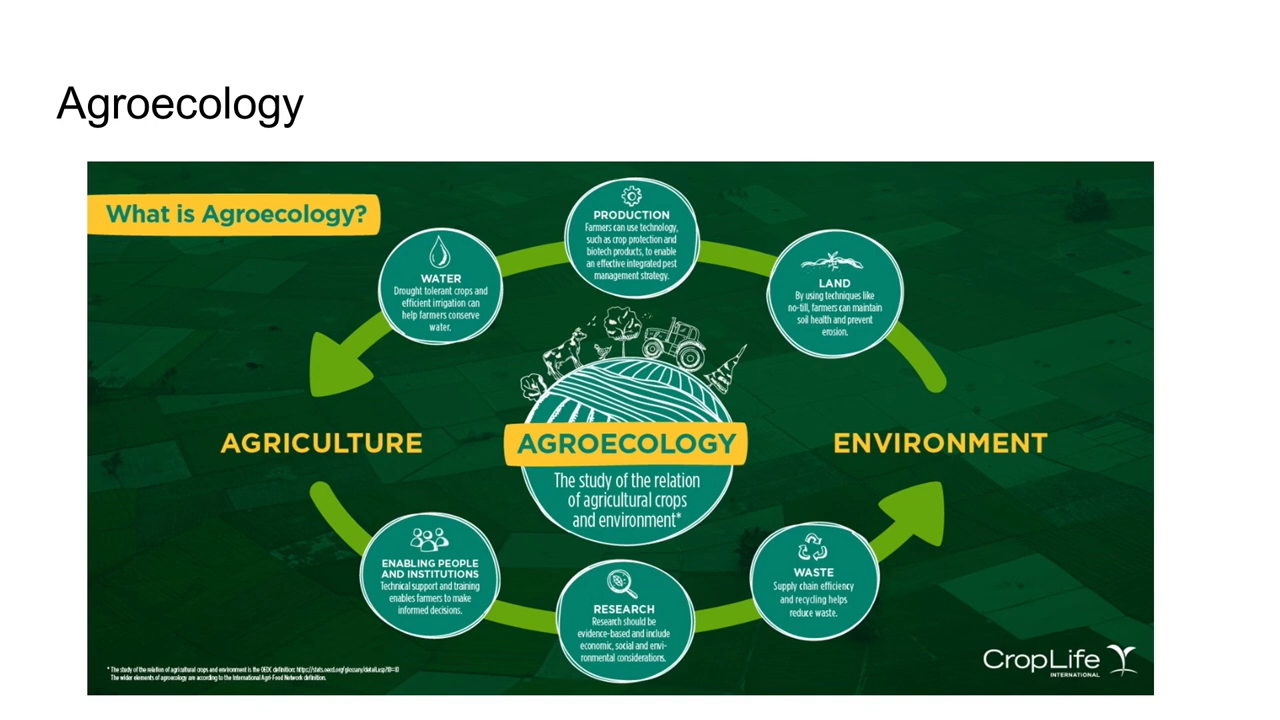 Agroecology
What is Agroecology?
PRODUCTION
Farmers can use technology,
such as crop protection and
biotech products, to enable
an effective integrated pest
management strategy.
WATER
Drought tolerant crops and
efficient irrigation can
help farmers conserve
water.
LAND
By using techniques like
no-till, farmers can maintain
soil health and prevent
erosion.
AGRICULTURE
AGROECOLOGY
ENVIRONMENT
The study of the relation
of agricultural crops
and environment*
ENABLING PEOPLE
AND INSTITUTIONS
Technical support and training
enables farmers to make
informed decisions.
RESEARCH
Research should be
evidence-based and include
economic, social and envi-
ronmental considerations.
WASTE
Supply chain efficiency
and recycling helps
reduce waste.
CropLife
INTERNATIONAL
* The study of the relation of agricultural crops and environment is the OECD definition:
The wider elements of agroecology are according to the International Agri-Food Network definition.